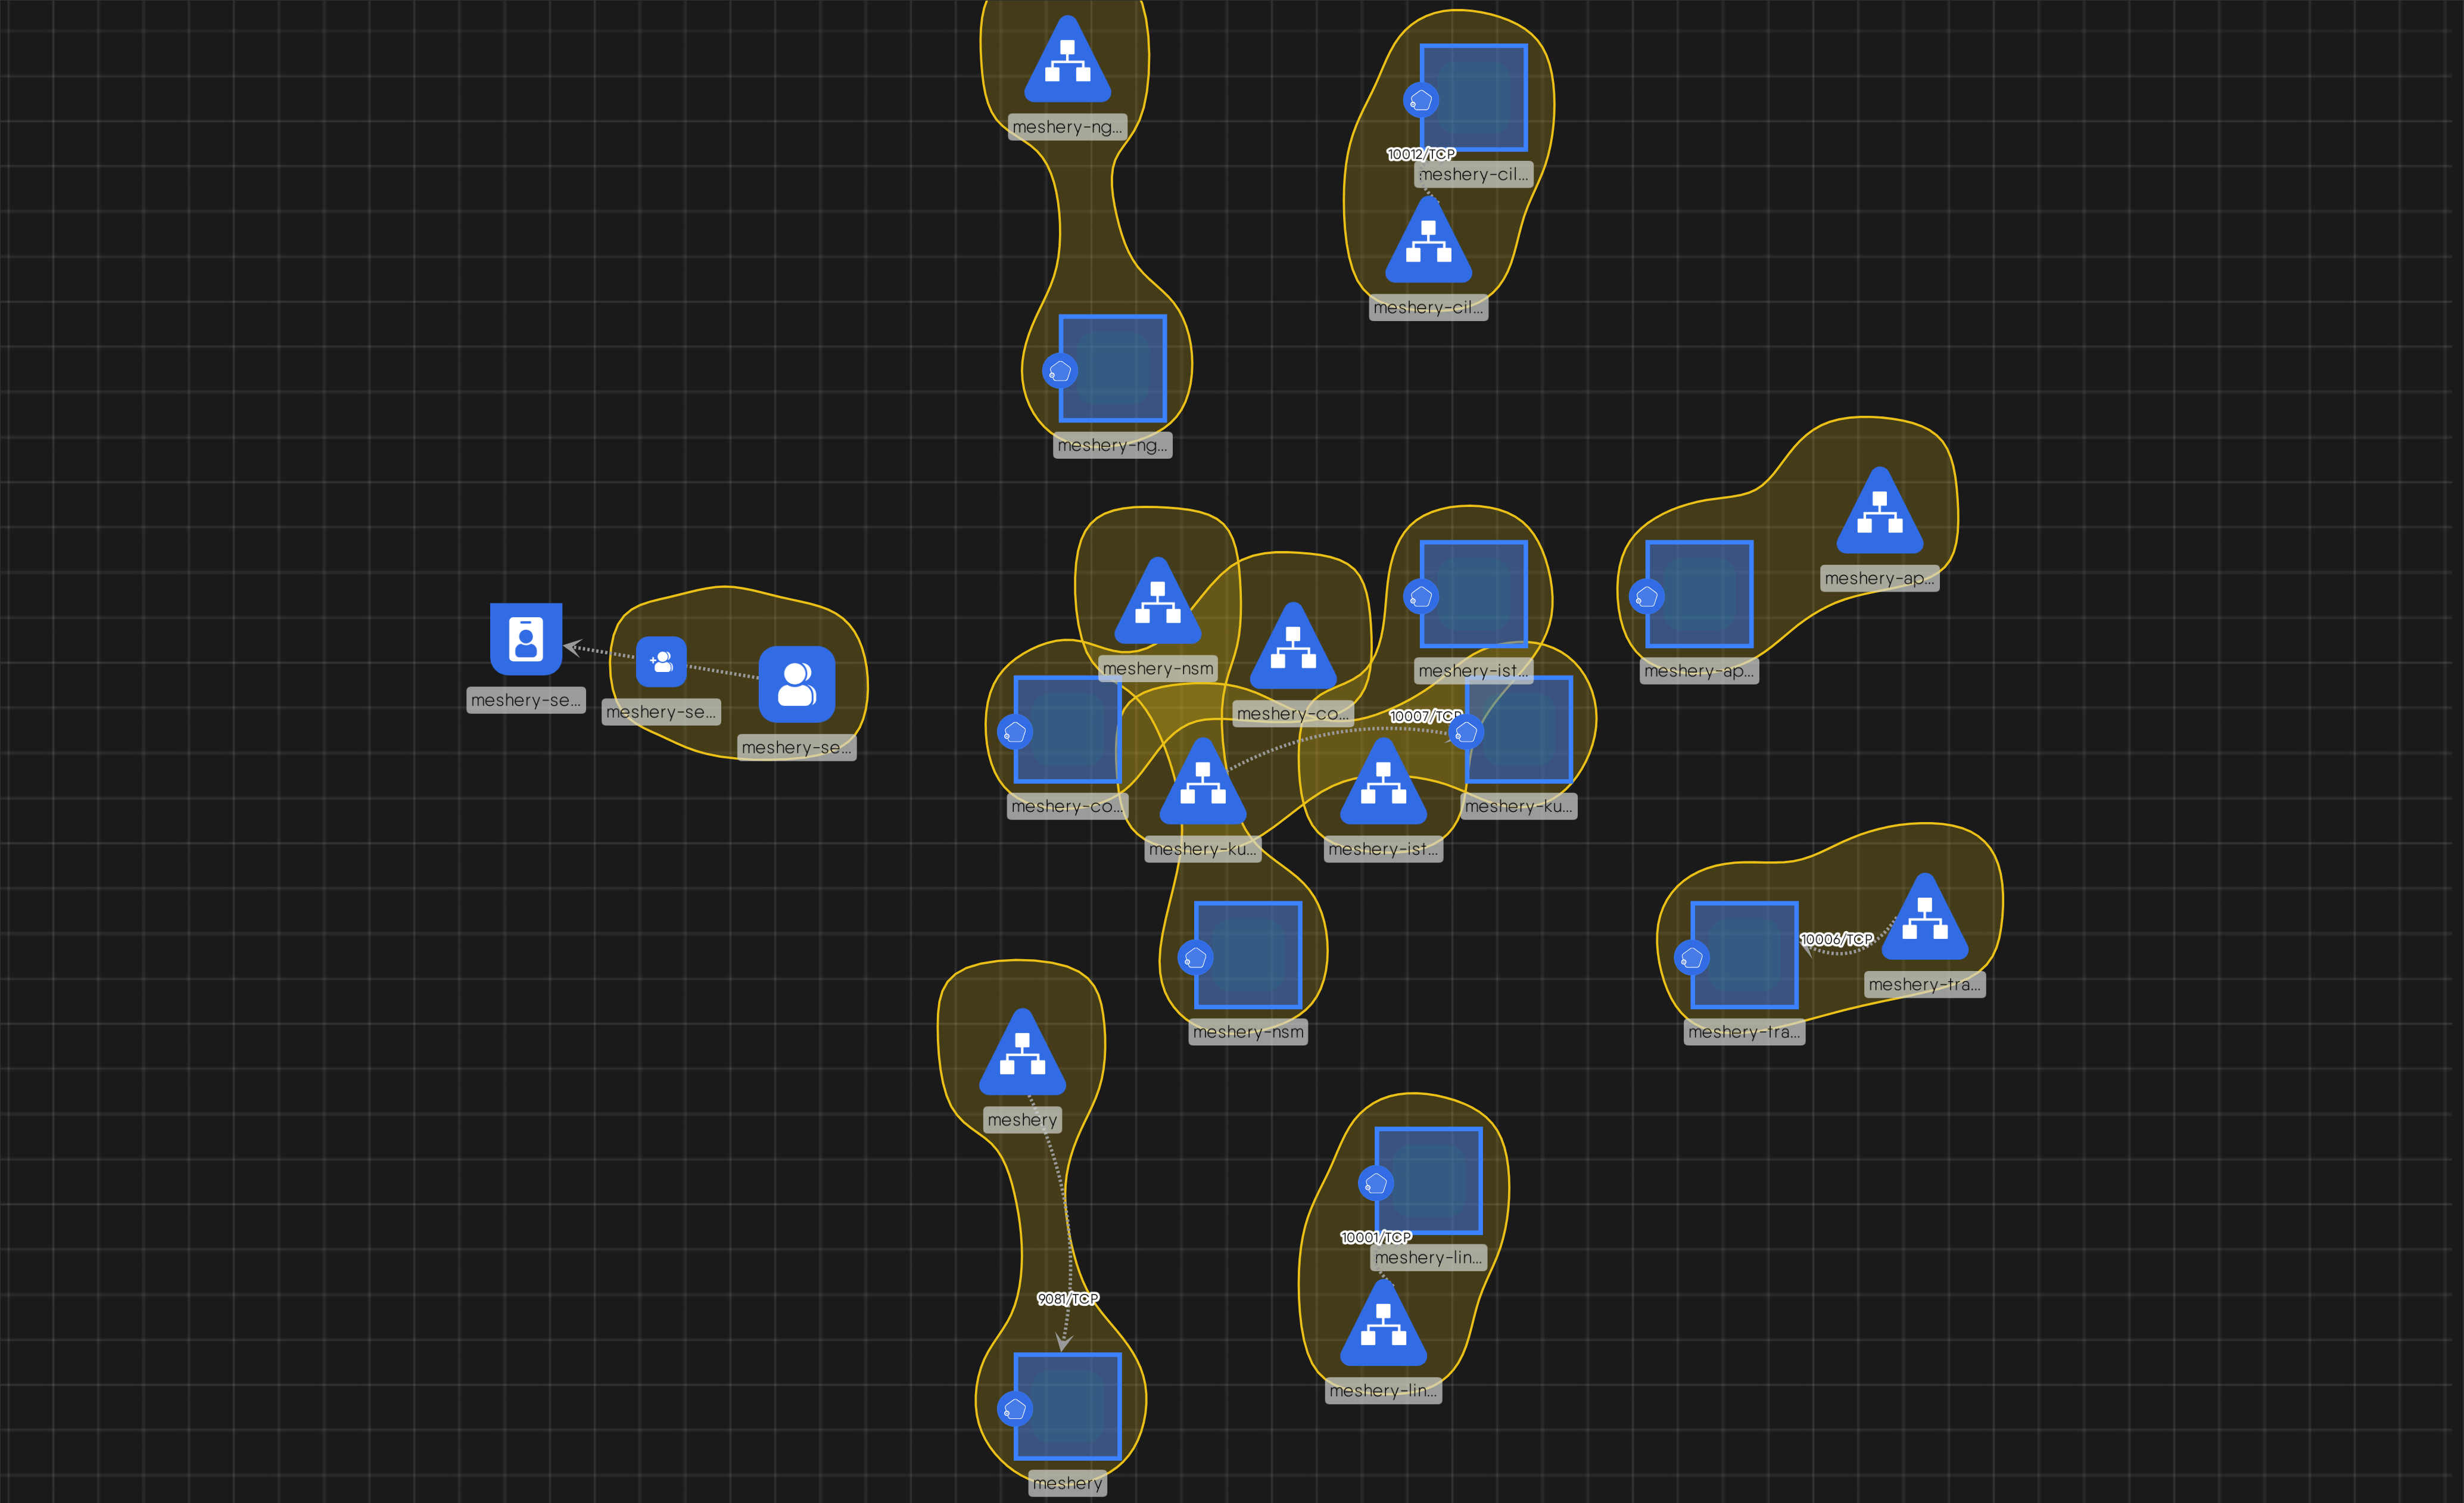 meshery-ng...
10012/TCP
meshery-cil...
meshery-cil...
meshery-ng...
meshery-ap...
meshery-nsm
meshery-ist...
meshery-ap...
meshery-se...
meshery-se...
meshery-se...
meshery-co...
10007/TCP
meshery-co...
meshery-ku...
meshery-ku...
meshery-ist...
10006/TCP
meshery-tra...
meshery-nsm
meshery-tra...
meshery
10001/TCP
meshery-lin...
9081/TCP
meshery-lin...
meshery